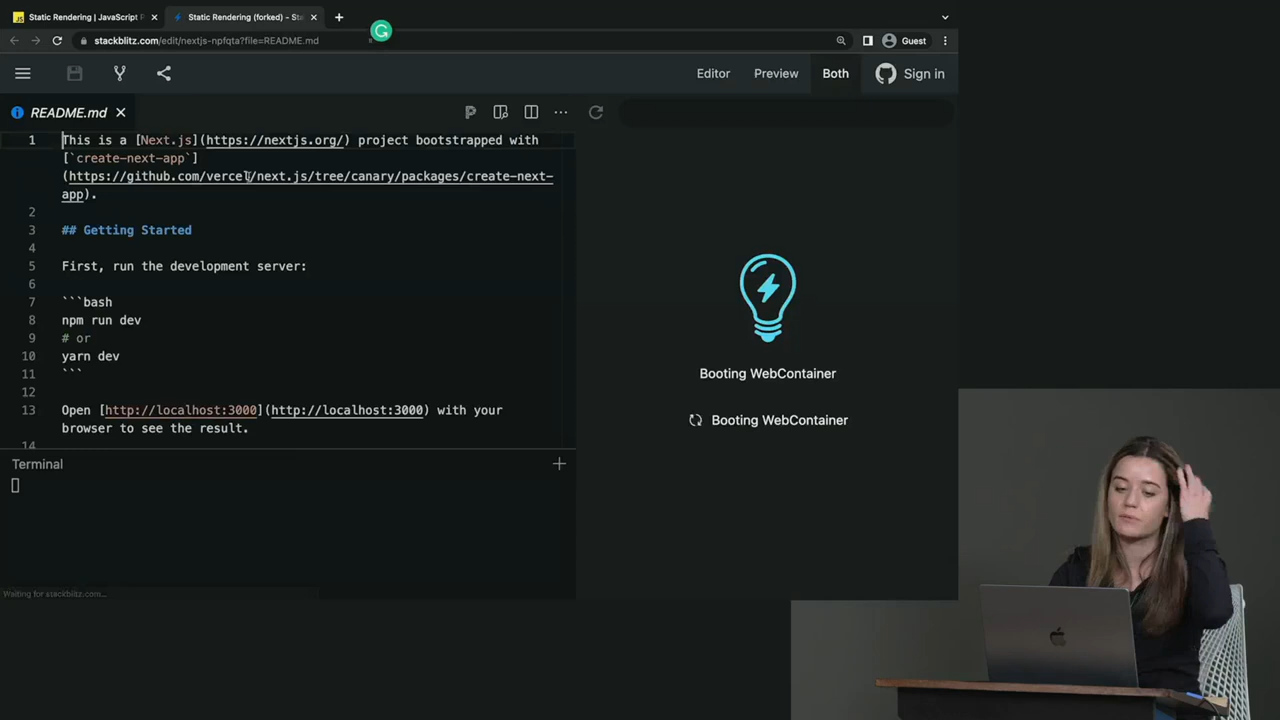 Static Rendering | JavaScript P
Static Rendering (forked) - Sta
stackblitz.com/edit/nextjs-npfqta?file=README.md
Guest
Editor
Preview
Both
Sign in
README.md
1 This is a [Next.js](https://nextjs.org/) project bootstrapped with
[`create-next-app`]
(https://github.com/vercel/next.js/tree/canary/packages/create-next-
app).
2
3 ## Getting Started
4
5 First, run the development server:
6
7 ```bash
8 npm run dev
9 # or
10 yarn dev
11 ```
12
13 Open [http://localhost:3000](http://localhost:3000) with your
browser to see the result.
14
Booting WebContainer
Booting WebContainer
Terminal
Waiting for stackblitz.com...